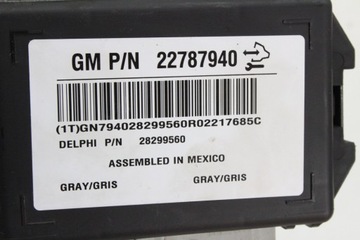 GM P/N 22787940
(1T)GN794028299560R02217685C
DELPHI P/N 28299560
ASSEMBLED IN MEXICO
GRAY/GRIS GRAY/GRIS